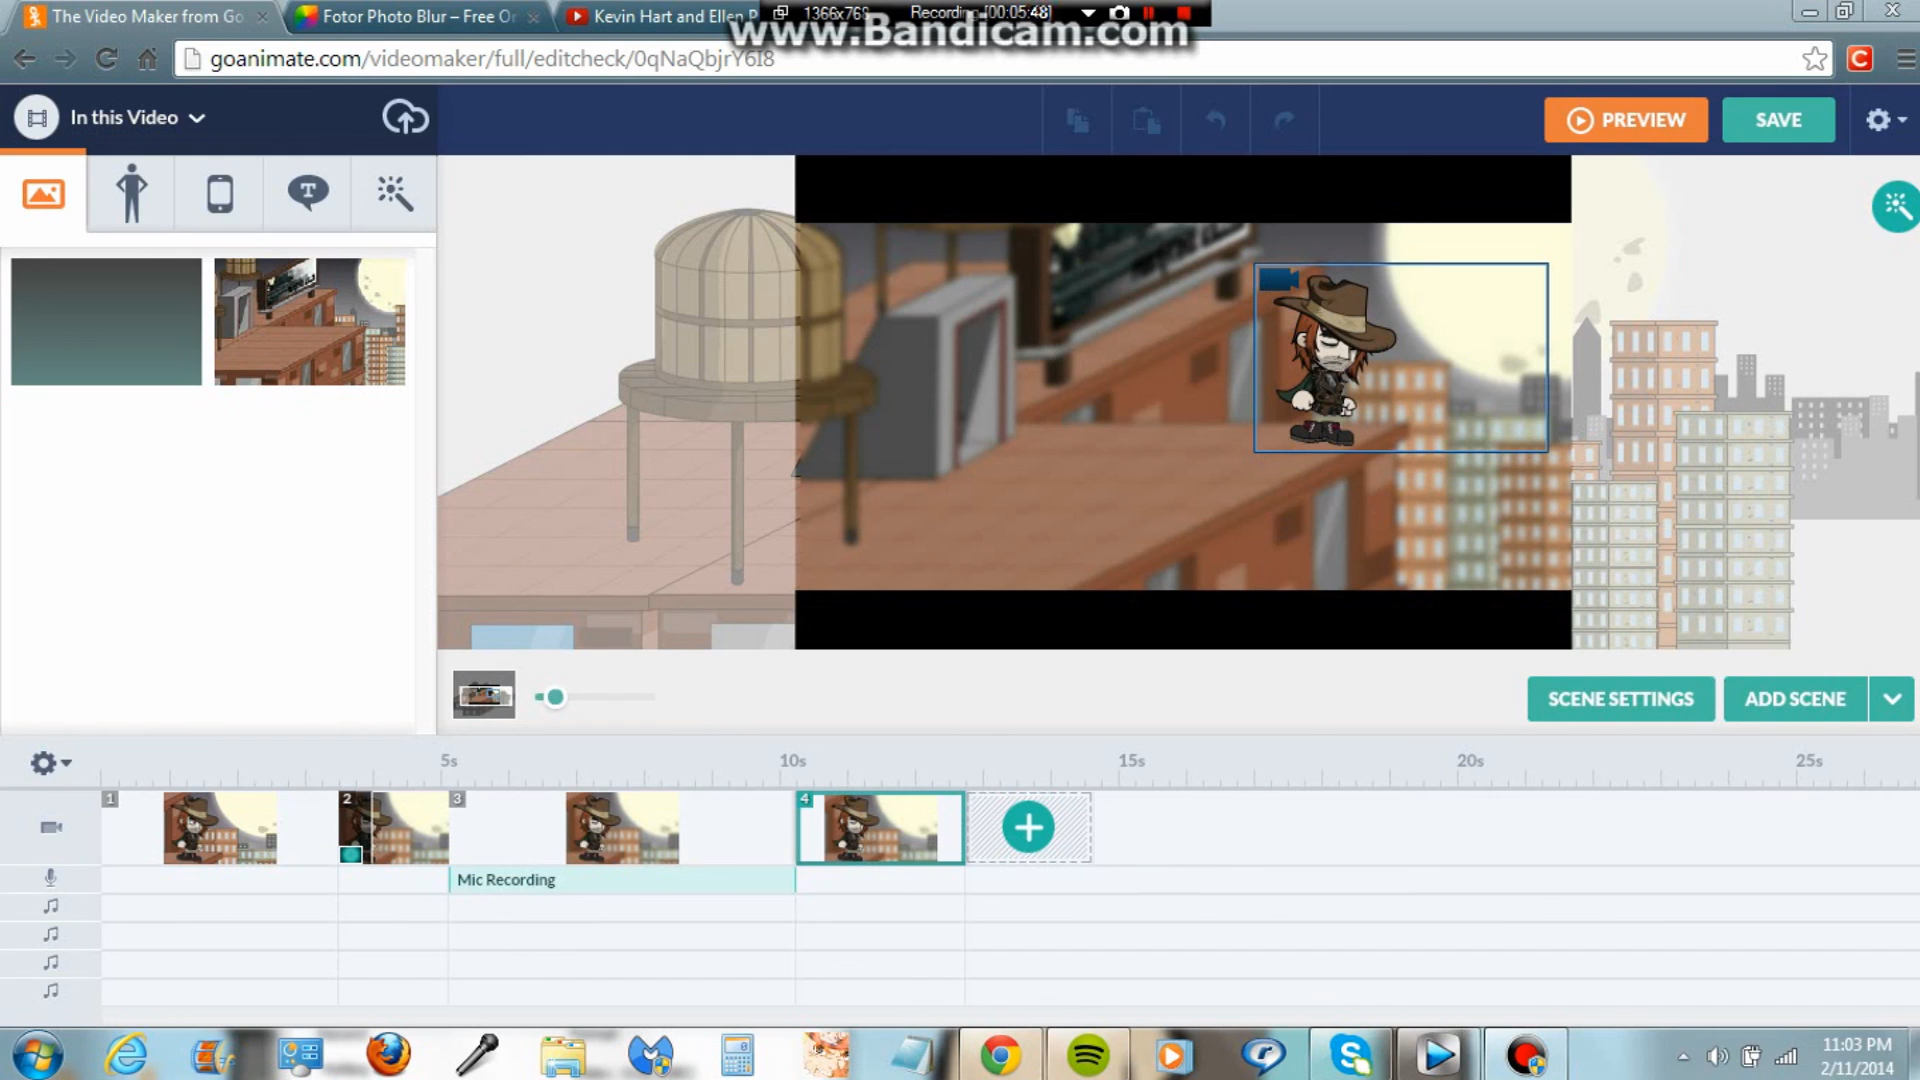 The Video Maker from Go
Fotor Photo Blur – Free Or
Kevin Hart and Ellen P
1366x768
Recording [00:05:48]
www.Bandicam.com
goanimate.com/videomaker/full/editcheck/0qNaQbjrY6I8
In this Video
PREVIEW
SAVE
SCENE SETTINGS
ADD SCENE
5s
10s
15s
20s
25s
1
2
3
4
Mic Recording
11:03 PM
2/11/2014